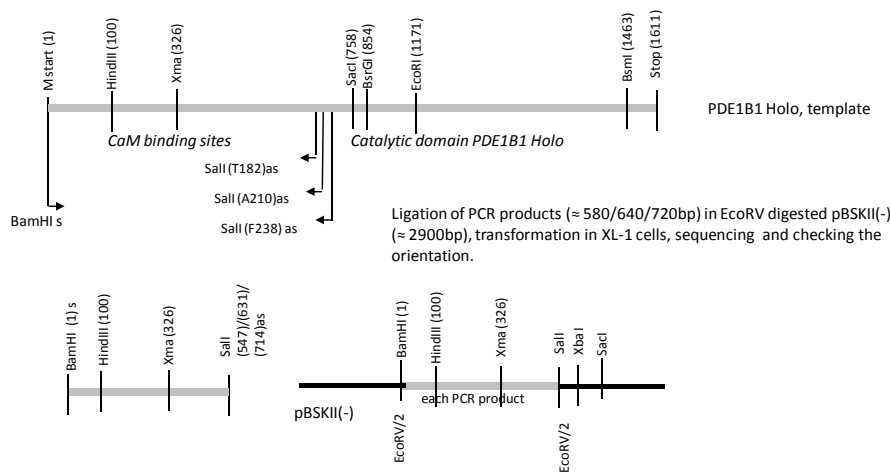 M start (1)
HindIII (100)
Xma (326)
SacI (758)
BsrGI (854)
EcoRI (1171)
BsmI (1463)
Stop (1611)
PDE1B1 Holo, template
CaM binding sites
Catalytic domain PDE1B1 Holo
SalI (T182)as
SalI (A210)as
SalI (F238) as
BamHI s
Ligation of PCR products (≈ 580/640/720bp) in EcoRV digested pBSKII(-)
(≈ 2900bp), transformation in XL-1 cells, sequencing and checking the
orientation.
BamHI (1) s
HindIII (100)
Xma (326)
SalI
(547)/(631)/
(714)as
BamHI (1)
HindIII (100)
Xma (326)
SalI
Xba I
SacI
each PCR product
pBSKII(-)
EcoRV/2
EcoRV/2